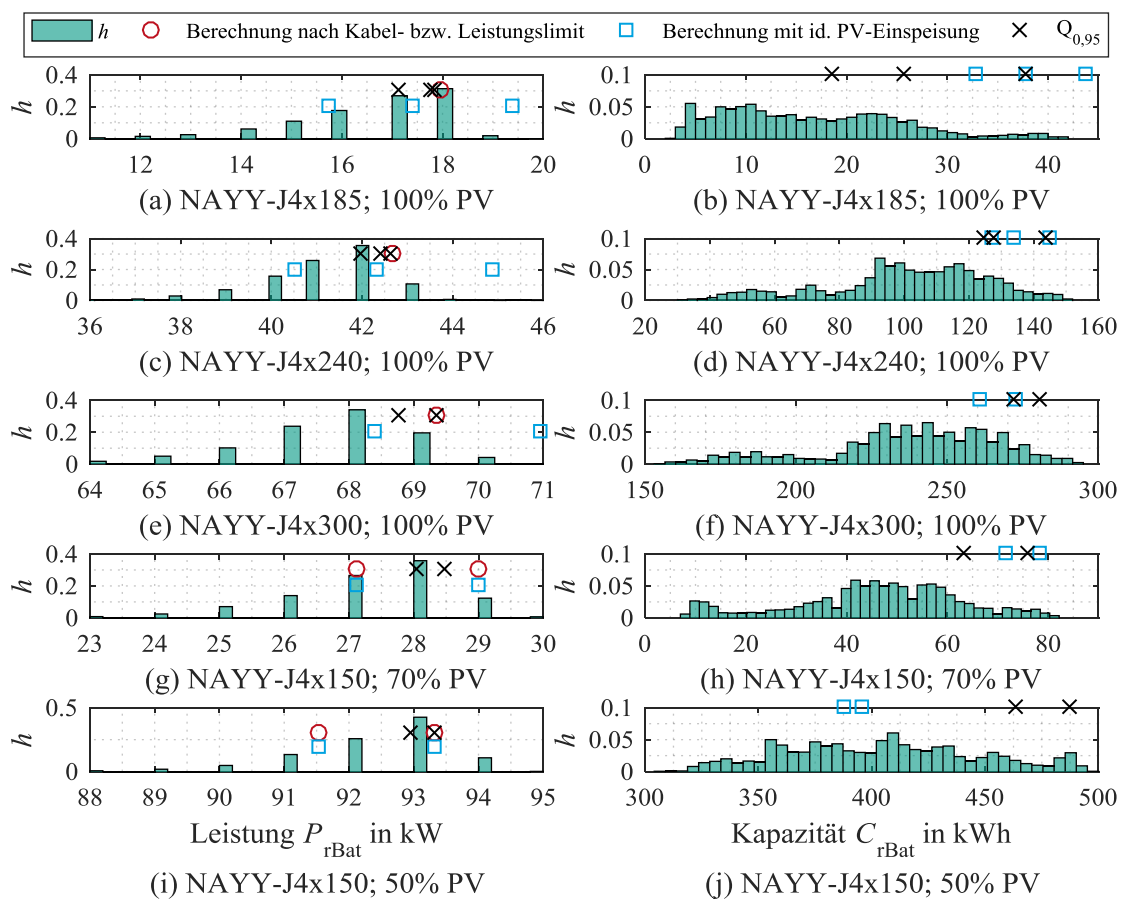 h Berechnung nach Kabel- bzw. Leistungslimit Berechnung mit id. PV-Einspeisung Q0,95
h 0.4 0.2 0
12 14 16 18 20
(a) NAYY-J4x185; 100% PV
h 0.1 0.05 0
0 10 20 30 40
(b) NAYY-J4x185; 100% PV
h 0.4 0.2 0
36 38 40 42 44 46
(c) NAYY-J4x240; 100% PV
h 0.1 0.05 0
20 40 60 80 100 120 140 160
(d) NAYY-J4x240; 100% PV
h 0.4 0.2 0
64 65 66 67 68 69 70 71
(e) NAYY-J4x300; 100% PV
h 0.1 0.05 0
150 200 250 300
(f) NAYY-J4x300; 100% PV
h 0.4 0.2 0
23 24 25 26 27 28 29 30
(g) NAYY-J4x150; 70% PV
h 0.1 0.05 0
0 20 40 60 80
(h) NAYY-J4x150; 70% PV
h 0.5 0
88 89 90 91 92 93 94 95
Leistung PrBat in kW
(i) NAYY-J4x150; 50% PV
h 0.1 0.05 0
300 350 400 450 500
Kapazität CrBat in kWh
(j) NAYY-J4x150; 50% PV